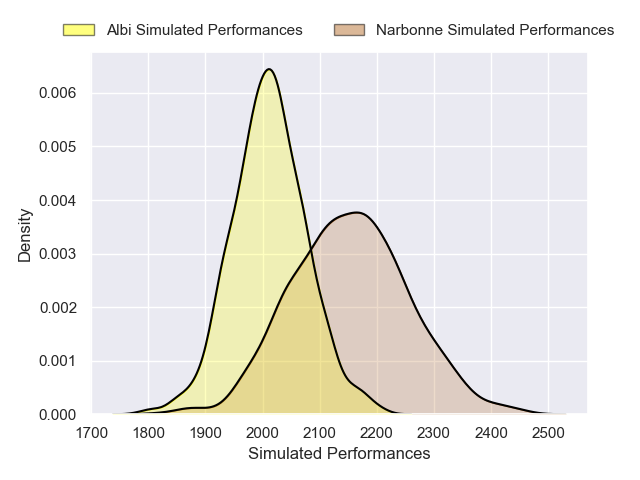 Albi Simulated Performances
Narbonne Simulated Performances
0.006
0.005
0.004
0.003
0.002
0.001
0.000
Density
1700 1800 1900 2000 2100 2200 2300 2400 2500
Simulated Performances